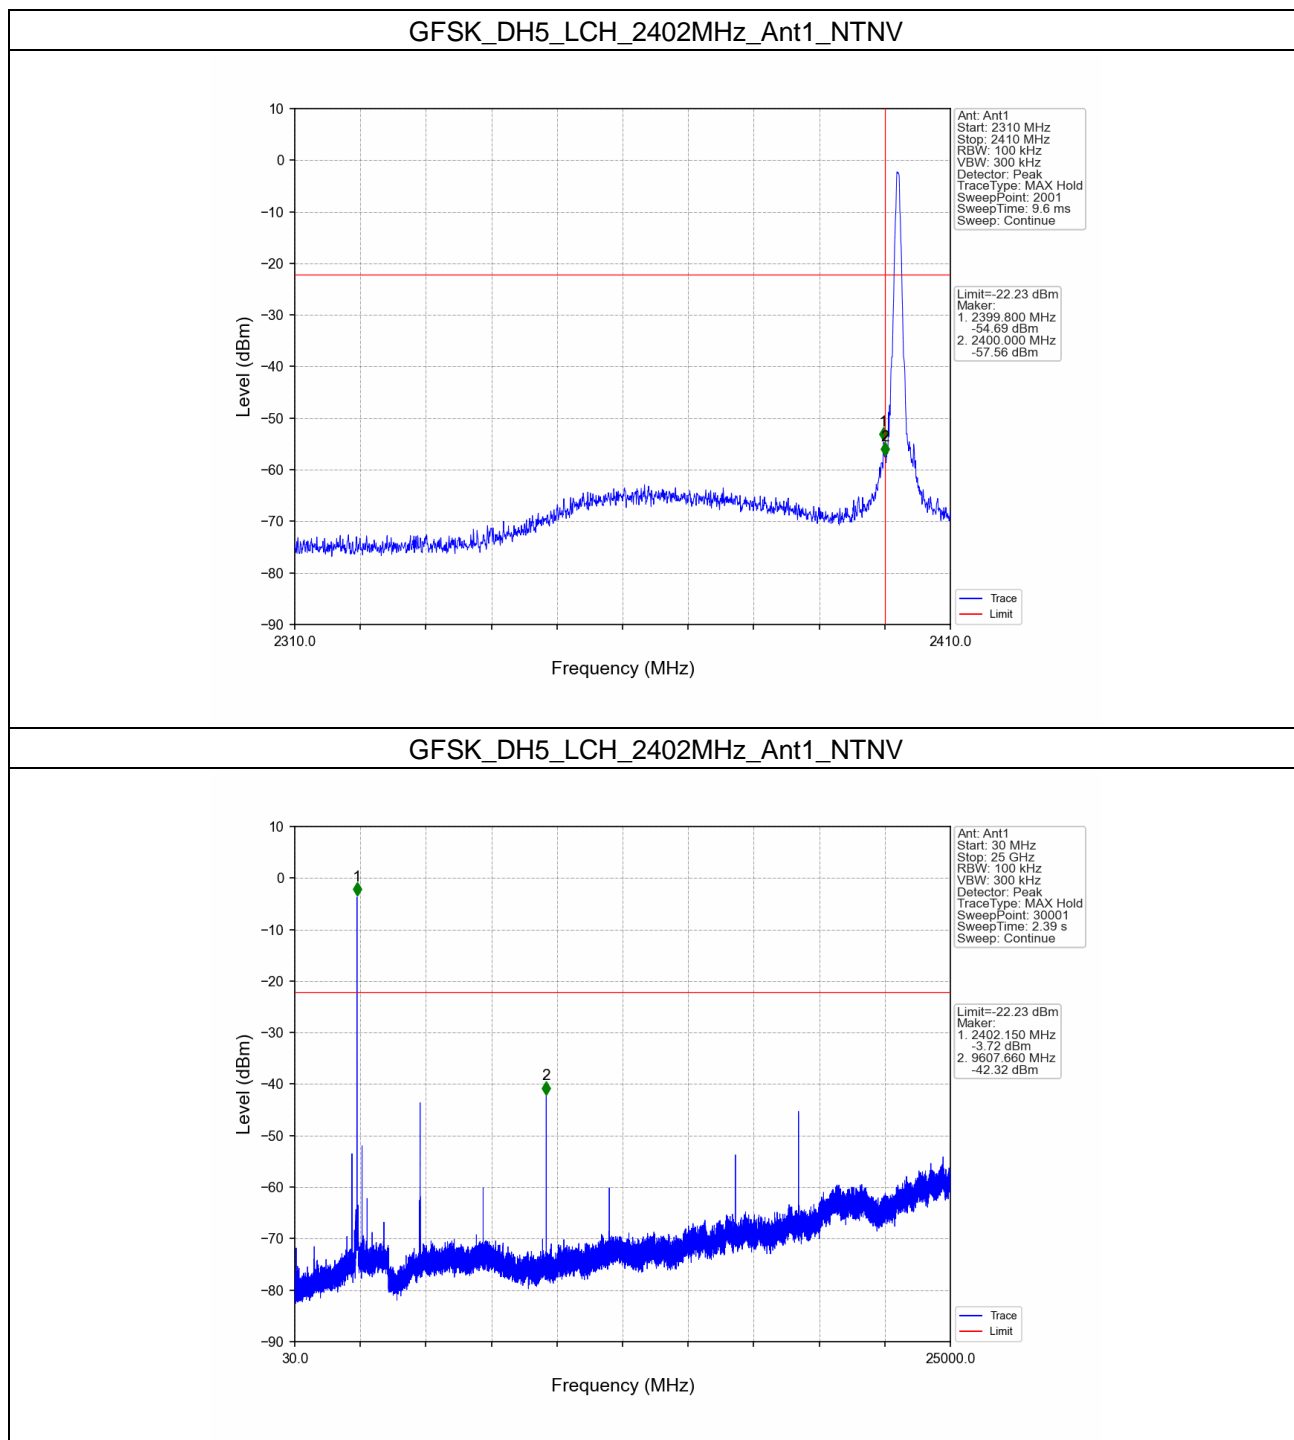 GFSK_DH5_LCH_2402MHz_Ant1_NTNV
10
0
−10
−20
−30
−40
−50
−60
−70
−80
−90
Level (dBm)
2310.0
2410.0
Frequency (MHz)
1
2
Ant: Ant1
Start: 2310 MHz
Stop: 2410 MHz
RBW: 100 kHz
VBW: 300 kHz
Detector: Peak
TraceType: MAX Hold
SweepPoint: 2001
SweepTime: 9.6 ms
Sweep: Continue
Limit=-22.23 dBm
Maker:
1. 2399.800 MHz
-54.69 dBm
2. 2400.000 MHz
-57.56 dBm
Trace
Limit
GFSK_DH5_LCH_2402MHz_Ant1_NTNV
10
0
−10
−20
−30
−40
−50
−60
−70
−80
−90
Level (dBm)
30.0
25000.0
Frequency (MHz)
1
2
Ant: Ant1
Start: 30 MHz
Stop: 25 GHz
RBW: 100 kHz
VBW: 300 kHz
Detector: Peak
TraceType: MAX Hold
SweepPoint: 30001
SweepTime: 2.39 s
Sweep: Continue
Limit=-22.23 dBm
Maker:
1. 2402.150 MHz
-3.72 dBm
2. 9607.660 MHz
-42.32 dBm
Trace
Limit